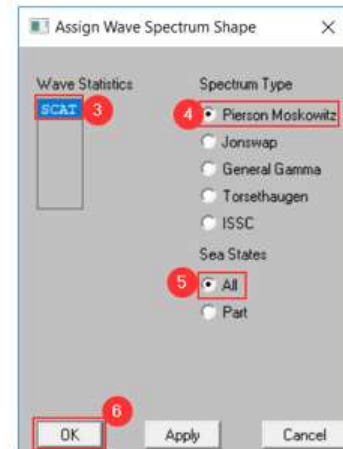 Assign Wave Spectrum Shape
Wave Statistics
SCAT 3
Spectrum Type
4 Pierson Moskowitz
Jonswap
General Gamma
Torsethaugen
ISSC
Sea States
5 All
Part
6
OK Apply Cancel